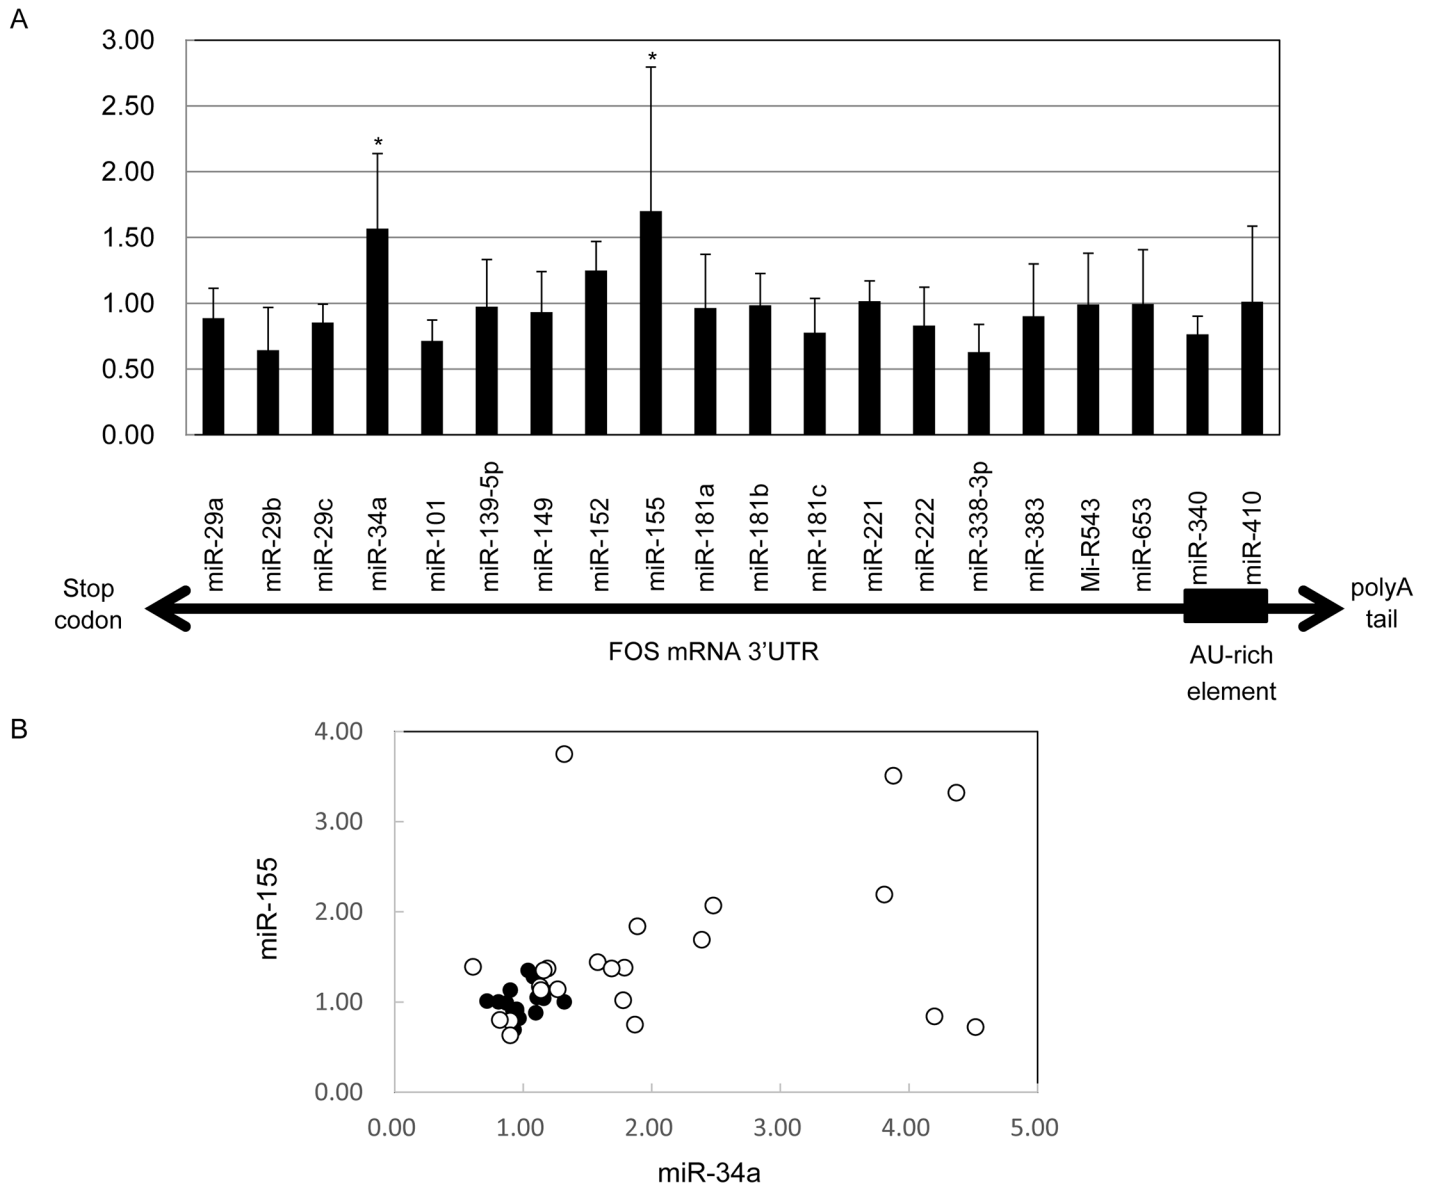 A
3.00
2.50
2.00
1.50
1.00
0.50
0.00
*
*
miR-29a
miR-29b
miR-29c
miR-34a
miR-101
miR-139-5p
miR-149
miR-152
miR-155
miR-181a
miR-181b
miR-181c
miR-221
miR-222
miR-338-3p
miR-383
Mi-R543
miR-653
miR-340
miR-410
Stop
codon
polyA
tail
FOS mRNA 3’UTR
AU-rich
element
B
4.00
3.00
2.00
1.00
0.00
miR-155
0.00 1.00 2.00 3.00 4.00 5.00
miR-34a